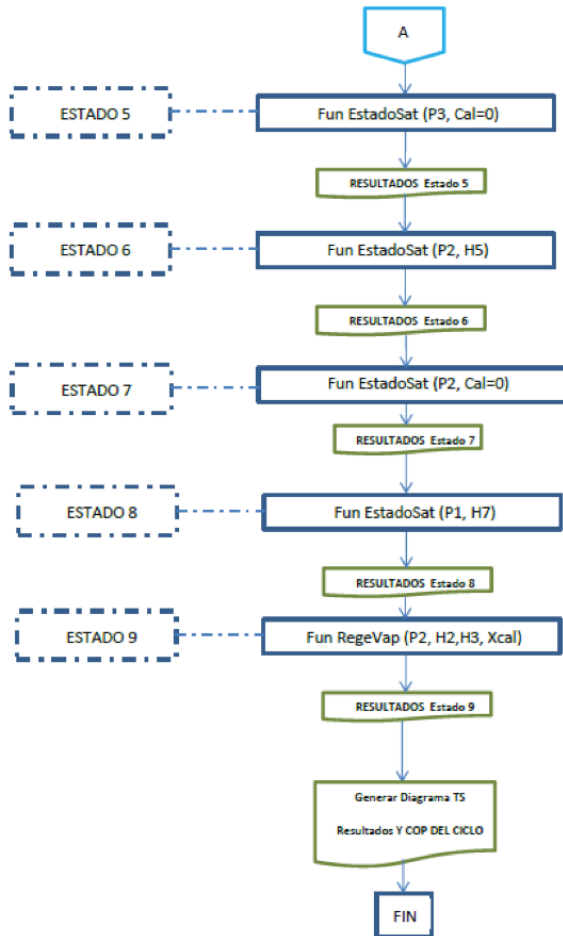 A
ESTADO 5
Fun EstadoSat (P3, Cal=0)
RESULTADOS Estado 5
ESTADO 6
Fun EstadoSat (P2, H5)
RESULTADOS Estado 6
ESTADO 7
Fun EstadoSat (P2, Cal=0)
RESULTADOS Estado 7
ESTADO 8
Fun EstadoSat (P1, H7)
RESULTADOS Estado 8
ESTADO 9
Fun RegeVap (P2, H2,H3, Xcal)
RESULTADOS Estado 9
Generar Diagrama TS
Resultados Y COP DEL CICLO
FIN